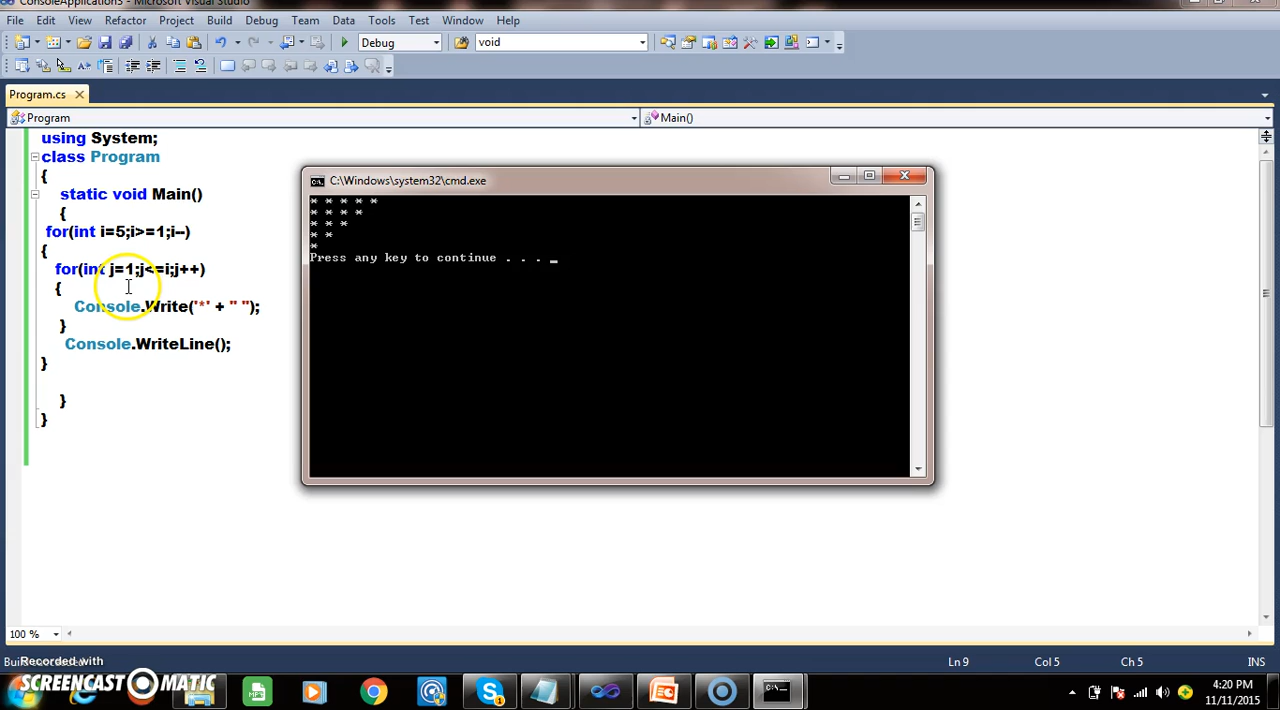 ConsoleApplication5 - Microsoft Visual Studio
File Edit View Refactor Project Build Debug Team Data Tools Test Window Help
Debug void
Program.cs
Program Main()
using System;
class Program
{
static void Main()
{
for(int i=5;i>=1;i--)
{
for(int j=1;j<=i;j++)
{
Console.Write('*' + " ");
}
Console.WriteLine();
}
}
}
C:\Windows\system32\cmd.exe
* * * * *
* * * *
* * *
* *
*
Press any key to continue . . . _
100 %
Ln 9 Col 5 Ch 5 INS
Recorded with
SCREENCAST MATIC
MP3
S 1
4:20 PM
11/11/2015